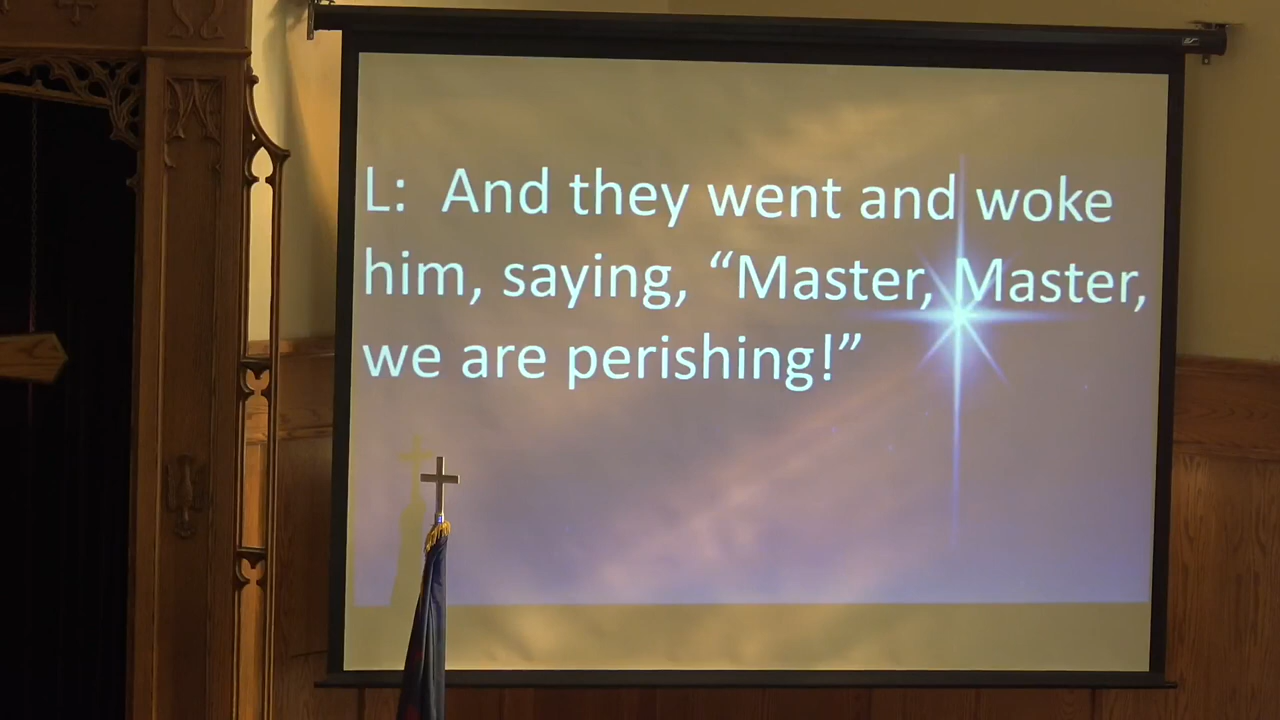 L: And they went and woke
him, saying, “Master, Master,
we are perishing!”